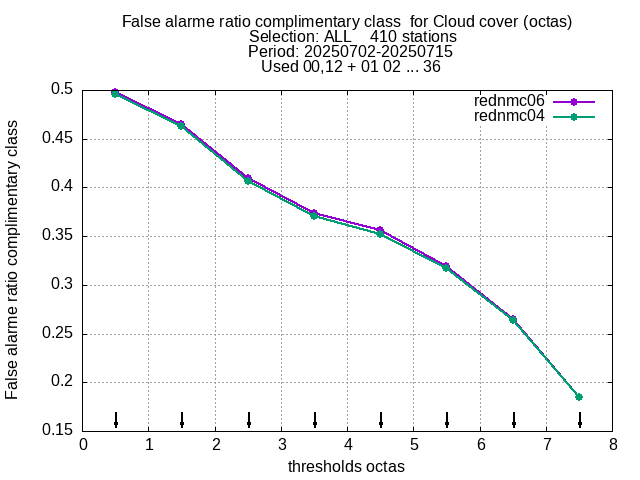 False alarme ratio complimentary class  for Cloud cover (octas)
Selection: ALL    410 stations
Period: 20250702-20250715
Used 00,12 + 01 02 ... 36
rednmc06
rednmc04
False alarme ratio complimentary class
0.5
0.45
0.4
0.35
0.3
0.25
0.2
0.15
0 1 2 3 4 5 6 7 8
thresholds octas